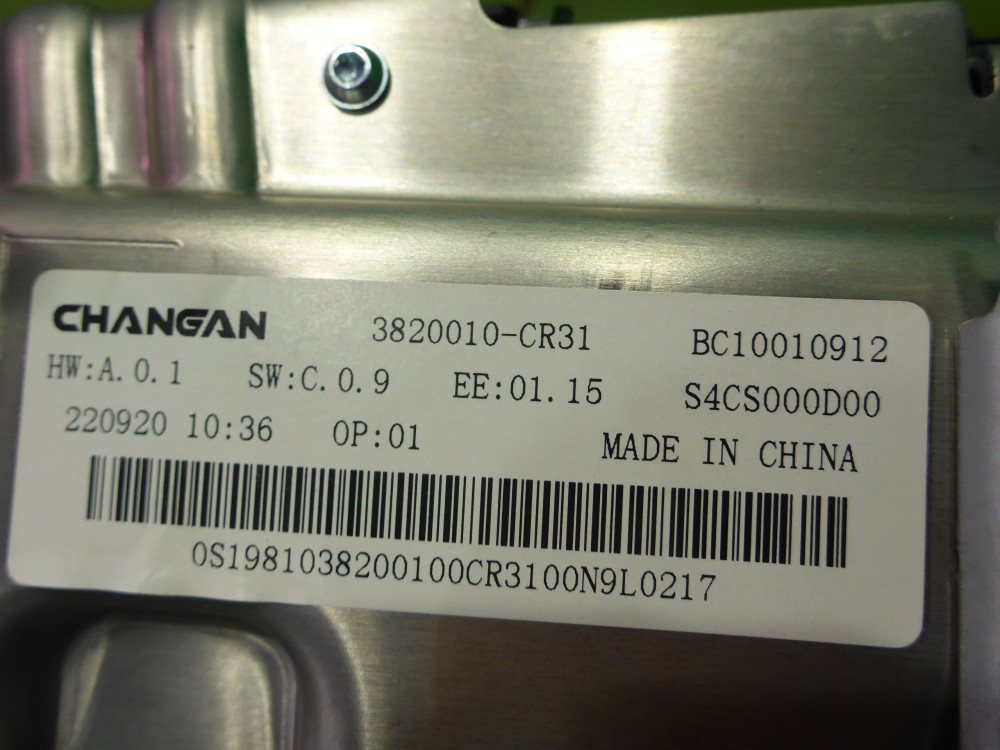 CHANGAN 3820010-CR31 BC10010912
HW:A.0.1 SW:C.0.9 EE:01.15 S4CS000D00
220920 10:36 OP:01 MADE IN CHINA
0S1981038200100CR3100N9L0217